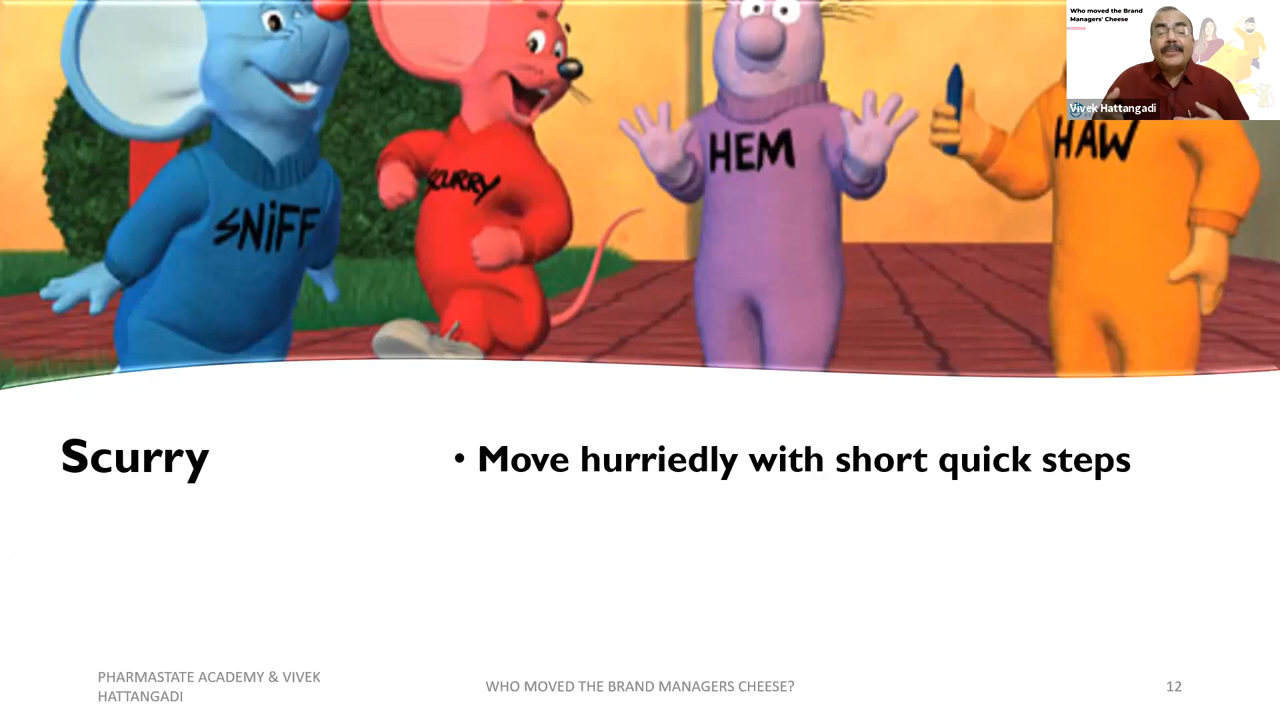 Who moved the Brand
Managers' Cheese
Vivek Hattangadi
SNiFF
SCURRY
HEM
HAW
Scurry
• Move hurriedly with short quick steps
PHARMASTATE ACADEMY & VIVEK
HATTANGADI
WHO MOVED THE BRAND MANAGERS CHEESE?
12